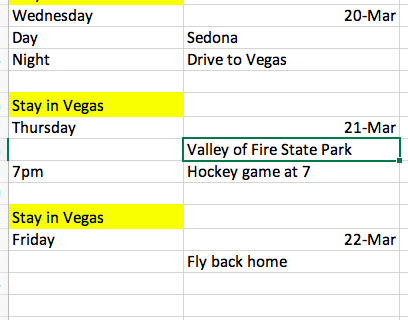 Wednesday 20-Mar
Day Sedona
Night Drive to Vegas
Stay in Vegas
Thursday 21-Mar
Valley of Fire State Park
7pm Hockey game at 7
Stay in Vegas
Friday 22-Mar
Fly back home